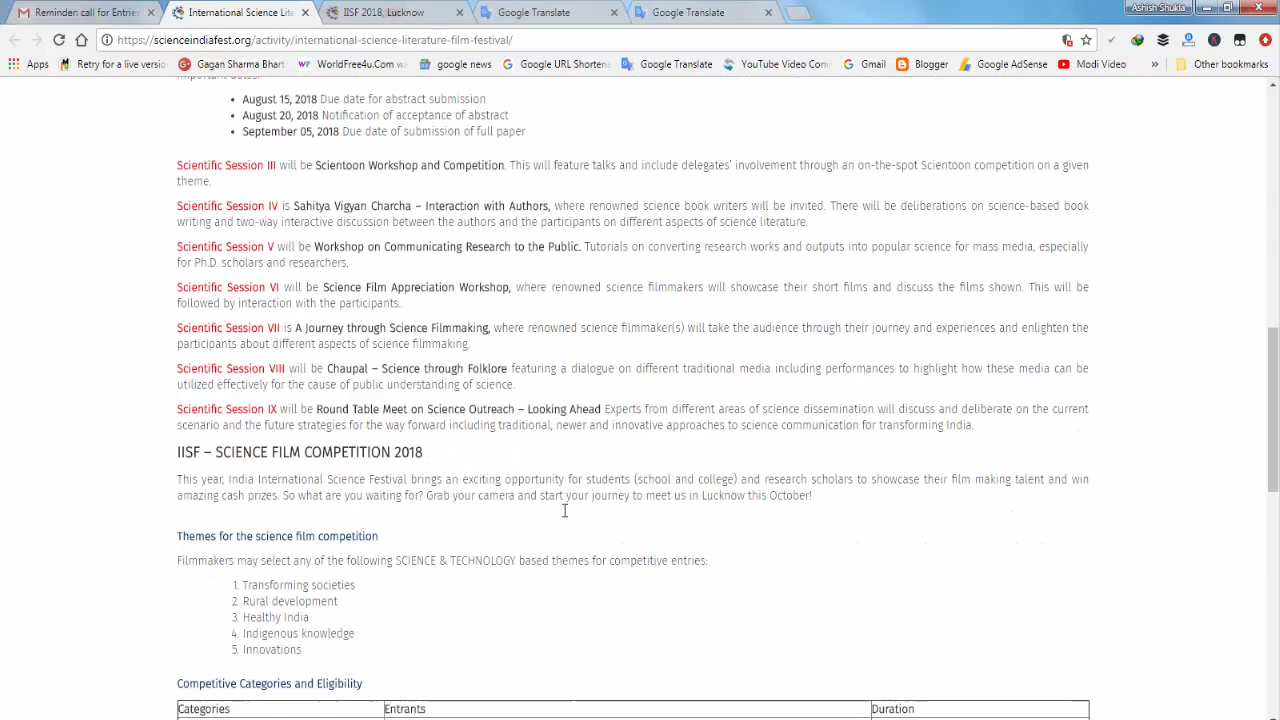 Ashish Shukla
Reminder: call for Entries
International Science Lite
IISF 2018, Lucknow
Google Translate
Google Translate
https://scienceindiafest.org/activity/international-science-literature-film-festival/
Apps
Retry for a live versio
Gagan Sharma Bhart
WorldFree4u.Com
google news
Google URL Shortene
Google Translate
YouTube Video Con
Gmail
Blogger
Google AdSense
Modi Video
» Other bookmarks
Important dates:
• August 15, 2018 Due date for abstract submission
• August 20, 2018 Notification of acceptance of abstract
• September 05, 2018 Due date of submission of full paper
Scientific Session III will be Scientoon Workshop and Competition. This will feature talks and include delegates' involvement through an on-the-spot Scientoon competition on a given
theme.
Scientific Session IV is Sahitya Vigyan Charcha – Interaction with Authors, where renowned science book writers will be invited. There will be deliberations on science-based book
writing and two-way interactive discussion between the authors and the participants on different aspects of science literature.
Scientific Session V will be Workshop on Communicating Research to the Public. Tutorials on converting research works and outputs into popular science for mass media, especially
for Ph.D. scholars and researchers.
Scientific Session VI will be Science Film Appreciation Workshop, where renowned science filmmakers will showcase their short films and discuss the films shown. This will be
followed by interaction with the participants.
Scientific Session VII is A Journey through Science Filmmaking, where renowned science filmmaker(s) will take the audience through their journey and experiences and enlighten the
participants about different aspects of science filmmaking.
Scientific Session VIII will be Chaupal – Science through Folklore featuring a dialogue on different traditional media including performances to highlight how these media can be
utilized effectively for the cause of public understanding of science.
Scientific Session IX will be Round Table Meet on Science Outreach – Looking Ahead Experts from different areas of science dissemination will discuss and deliberate on the current
scenario and the future strategies for the way forward including traditional, newer and innovative approaches to science communication for transforming India.
IISF – SCIENCE FILM COMPETITION 2018
This year, India International Science Festival brings an exciting opportunity for students (school and college) and research scholars to showcase their film making talent and win
amazing cash prizes. So what are you waiting for? Grab your camera and start your journey to meet us in Lucknow this October!
Themes for the science film competition
Filmmakers may select any of the following SCIENCE & TECHNOLOGY based themes for competitive entries:
1. Transforming societies
2. Rural development
3. Healthy India
4. Indigenous knowledge
5. Innovations
Competitive Categories and Eligibility
Categories Entrants Duration